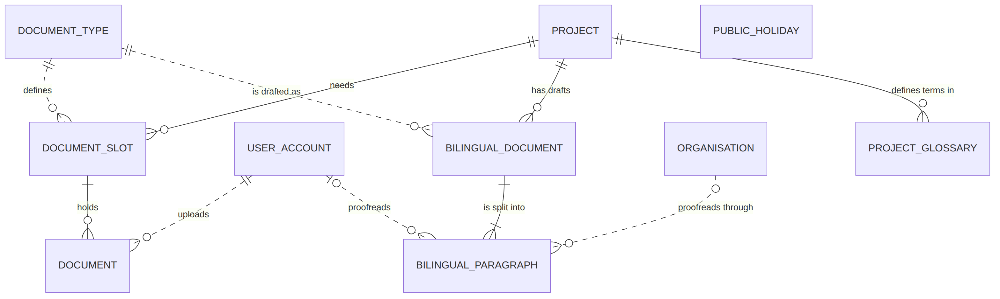 DOCUMENT_TYPE
PROJECT
PUBLIC_HOLIDAY
needs
is drafted as
defines
has drafts
defines terms in
DOCUMENT_SLOT
USER_ACCOUNT
BILINGUAL_DOCUMENT
ORGANISATION
PROJECT_GLOSSARY
holds
uploads
proofreads
is split into
proofreads through
DOCUMENT
BILINGUAL_PARAGRAPH